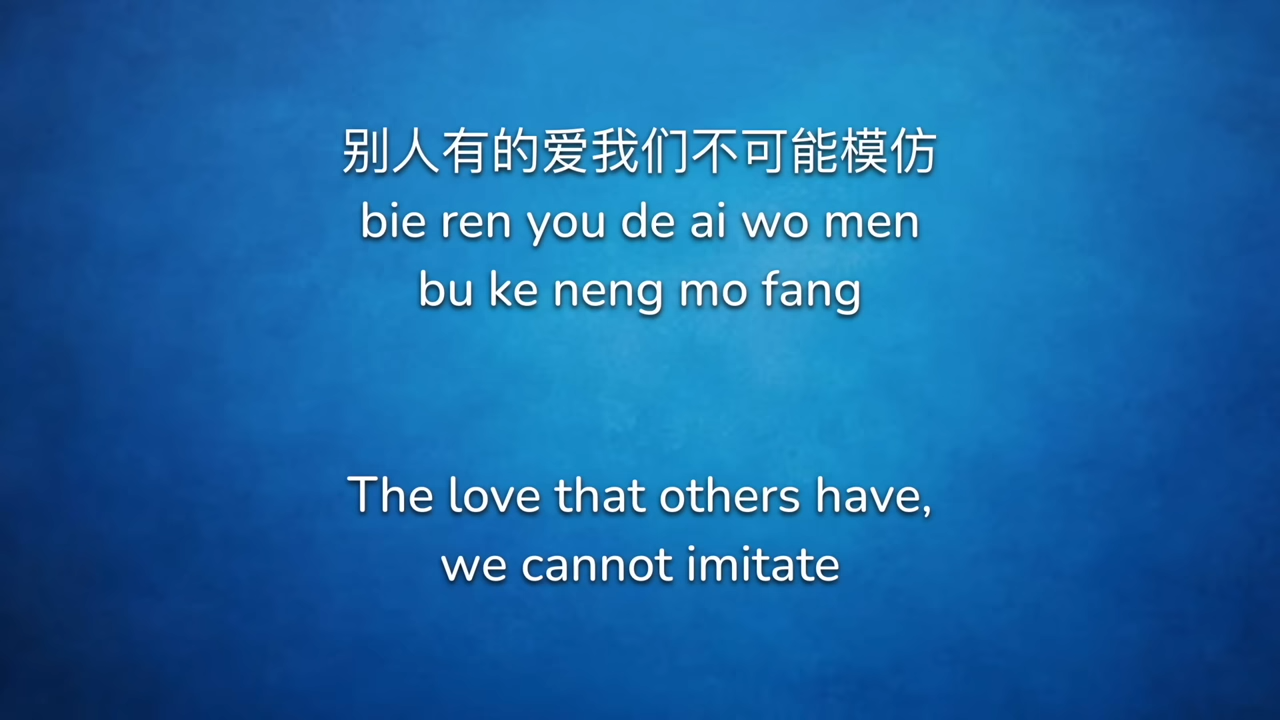 别人有的爱我们不可能模仿
bie ren you de ai wo men
bu ke neng mo fang
The love that others have,
we cannot imitate